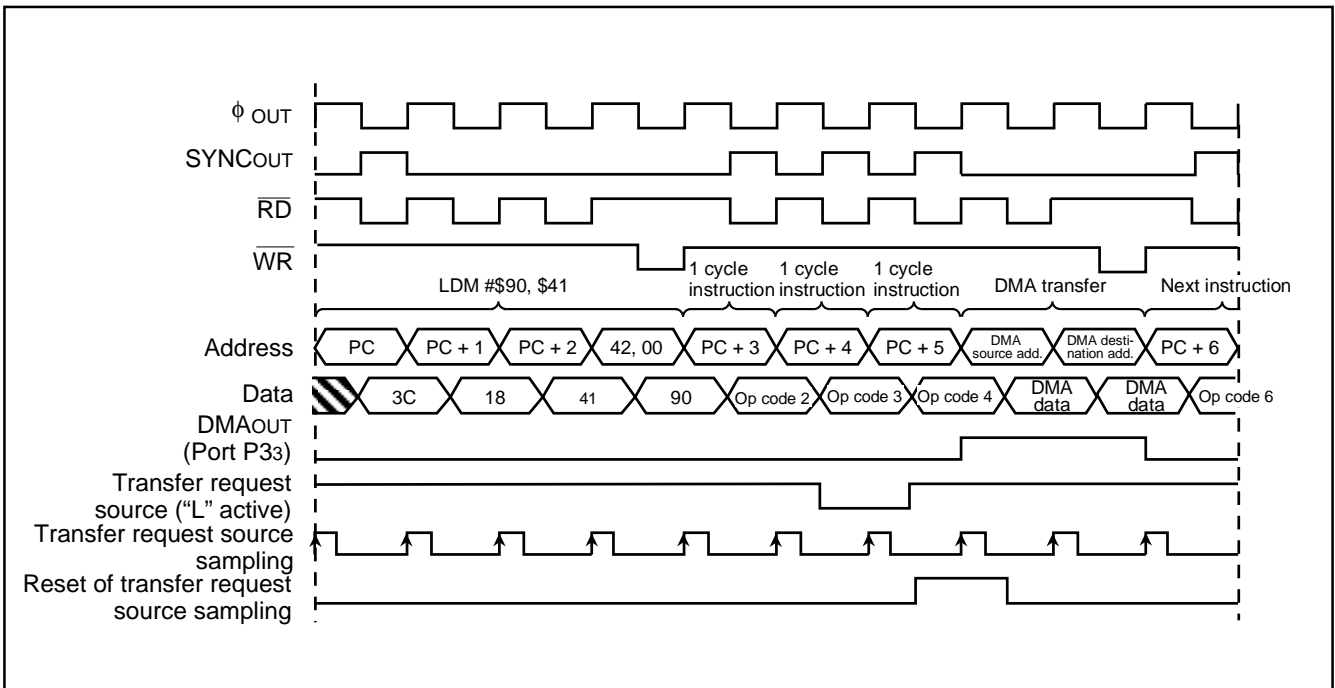 ϕ OUT
SYNCOUT
RD
WR
1 cycle
instruction
1 cycle
instruction
1 cycle
instruction
LDM #$90, $41
DMA transfer
Next instruction
Address
PC
PC + 1
PC + 2
42, 00
PC + 3
PC + 4
PC + 5
DMA
source add.
DMA desti-
nation add.
PC + 6
Data
3C
18
41
90
Op code 2
Op code 3
Op code 4
DMA
data
DMA
data
Op code 6
DMAOUT
(Port P33)
Transfer request
source (“L” active)
Transfer request source
sampling
Reset of transfer request
source sampling